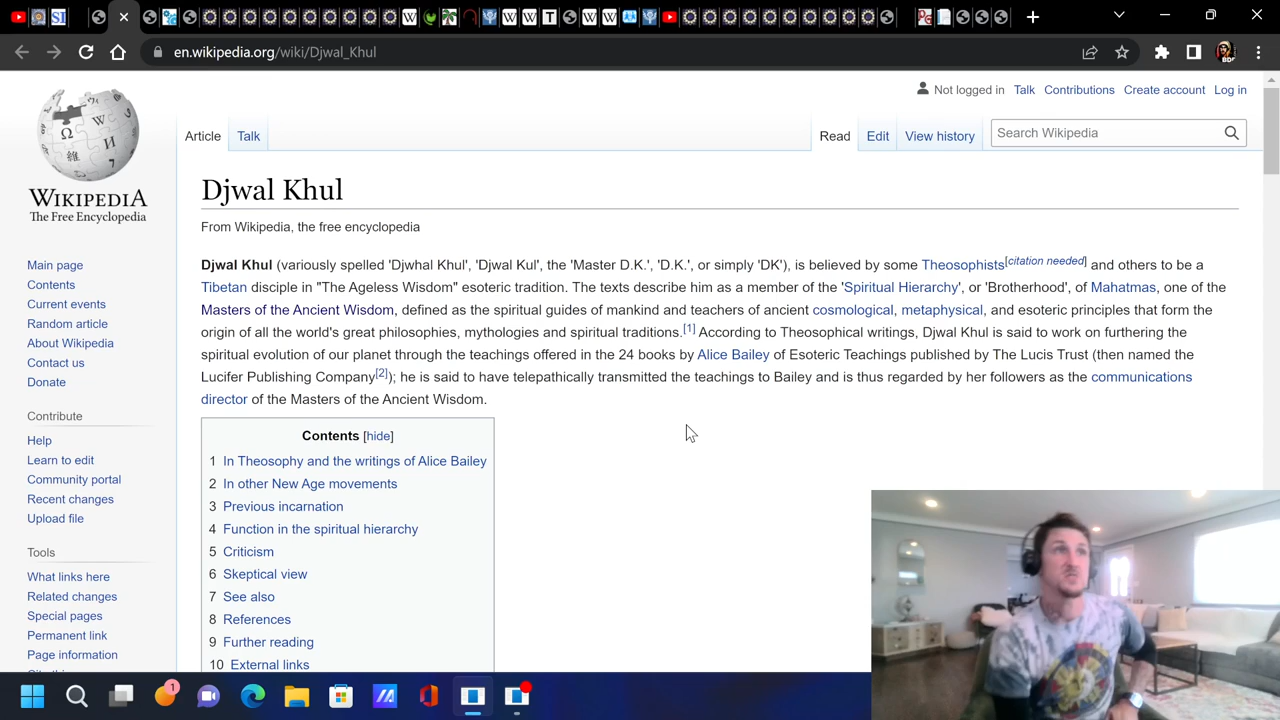 en.wikipedia.org/wiki/Djwal_Khul
Not logged in Talk Contributions Create account Log in
Article Talk Read Edit View history Search Wikipedia
WIKIPEDIA
The Free Encyclopedia
Main page
Contents
Current events
Random article
About Wikipedia
Contact us
Donate
Contribute
Help
Learn to edit
Community portal
Recent changes
Upload file
Tools
What links here
Related changes
Special pages
Permanent link
Page information
Djwal Khul
From Wikipedia, the free encyclopedia
Djwal Khul (variously spelled 'Djwhal Khul', 'Djwal Kul', the 'Master D.K.', 'D.K.', or simply 'DK'), is believed by some Theosophists[citation needed] and others to be a
Tibetan disciple in "The Ageless Wisdom" esoteric tradition. The texts describe him as a member of the 'Spiritual Hierarchy', or 'Brotherhood', of Mahatmas, one of the
Masters of the Ancient Wisdom, defined as the spiritual guides of mankind and teachers of ancient cosmological, metaphysical, and esoteric principles that form the
origin of all the world's great philosophies, mythologies and spiritual traditions.[1] According to Theosophical writings, Djwal Khul is said to work on furthering the
spiritual evolution of our planet through the teachings offered in the 24 books by Alice Bailey of Esoteric Teachings published by The Lucis Trust (then named the
Lucifer Publishing Company[2]); he is said to have telepathically transmitted the teachings to Bailey and is thus regarded by her followers as the communications
director of the Masters of the Ancient Wisdom.
Contents [hide]
1 In Theosophy and the writings of Alice Bailey
2 In other New Age movements
3 Previous incarnation
4 Function in the spiritual hierarchy
5 Criticism
6 Skeptical view
7 See also
8 References
9 Further reading
10 External links
1